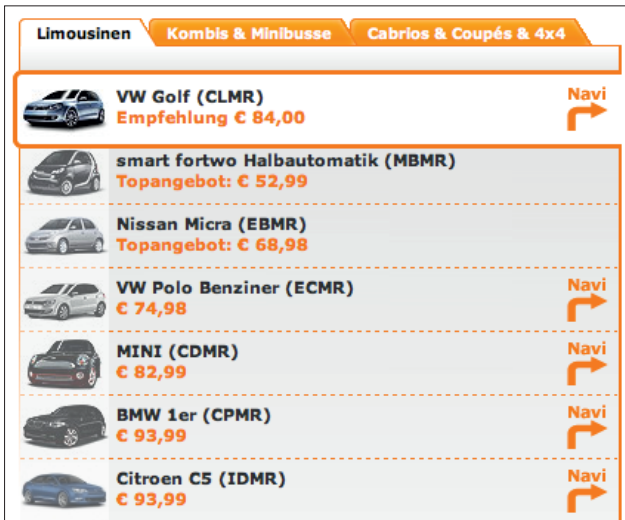 Limousinen
Kombis & Minibusse
Cabrios & Coupés & 4x4
VW Golf (CLMR)
Empfehlung € 84,00
Navi
smart fortwo Halbautomatik (MBMR)
Topangebot: € 52,99
Nissan Micra (EBMR)
Topangebot: € 68,98
VW Polo Benziner (ECMR)
€ 74,98
Navi
MINI (CDMR)
€ 82,99
Navi
BMW 1er (CPMR)
€ 93,99
Navi
Citroen C5 (IDMR)
€ 93,99
Navi